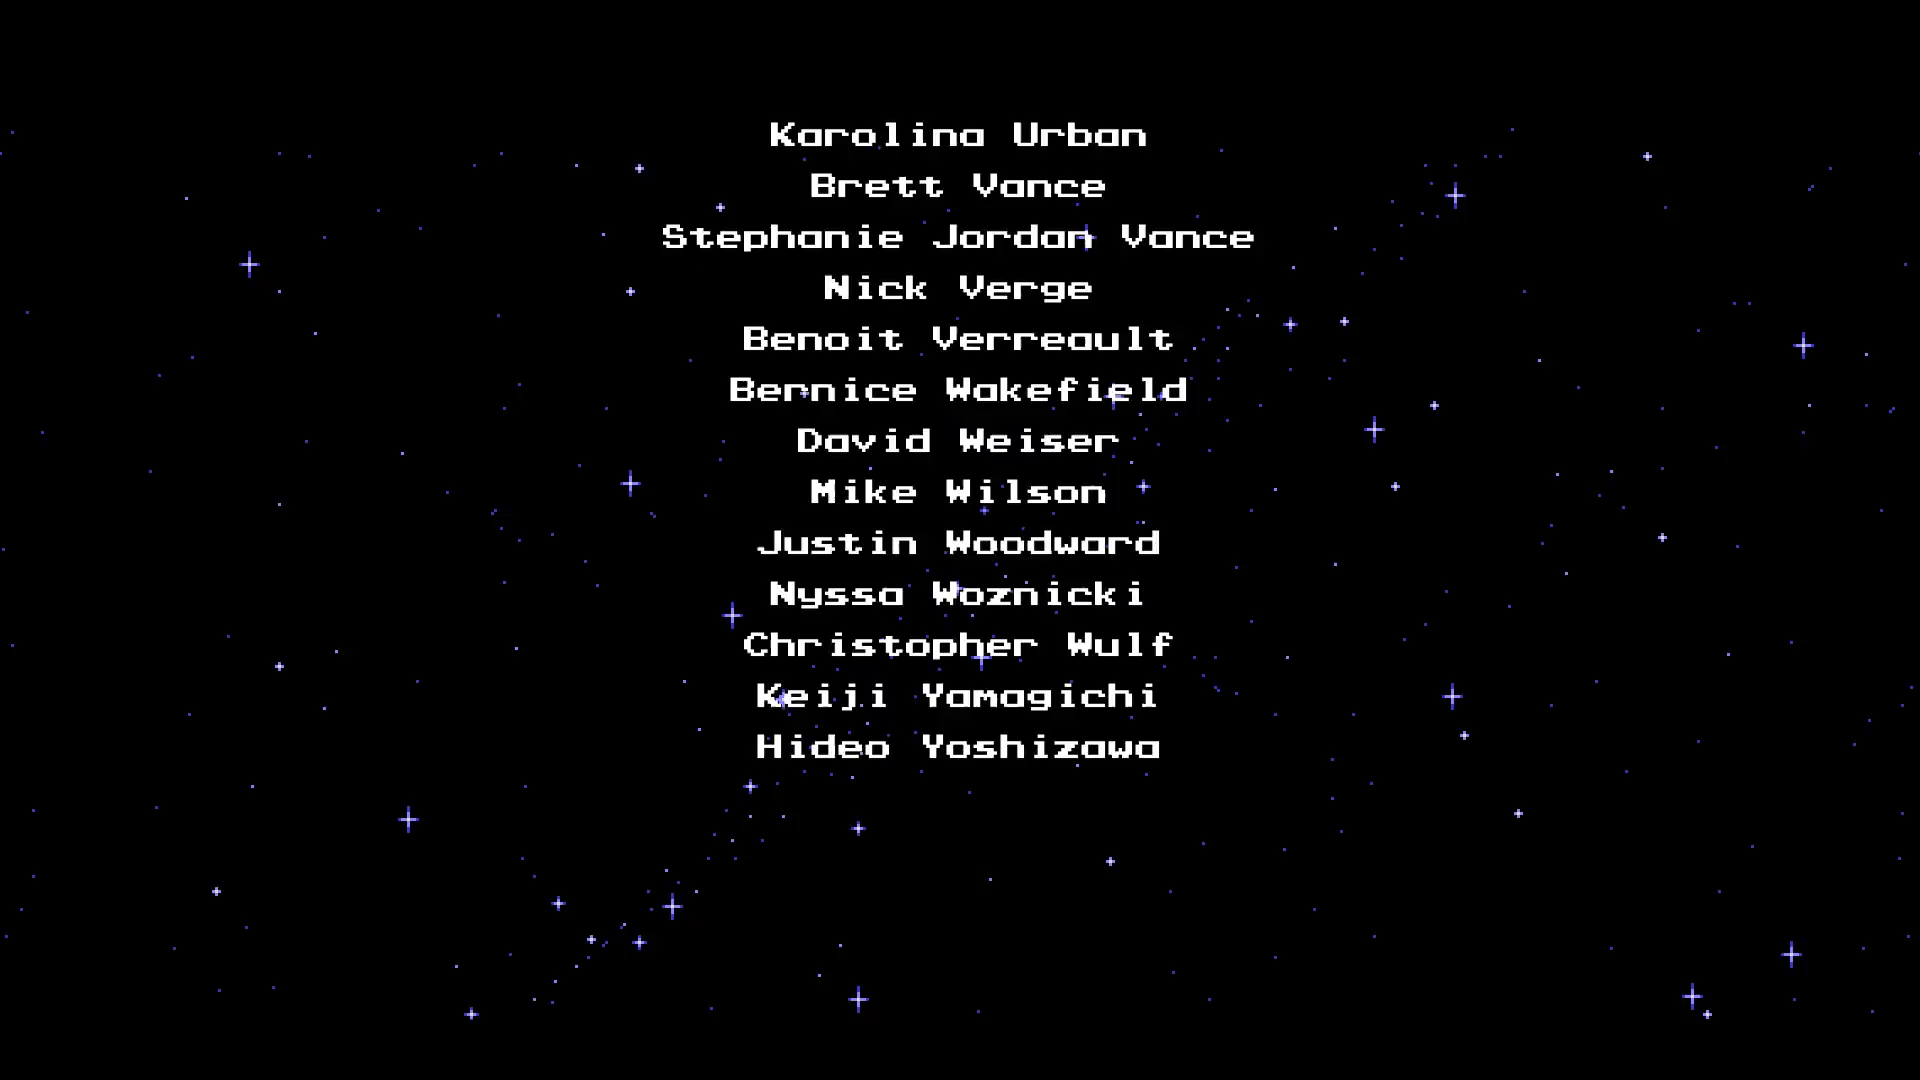 Karolina Urban
Brett Vance
Stephanie Jordan Vance
Nick Verge
Benoit Verreault
Bernice Wakefield
David Weiser
Mike Wilson
Justin Woodward
Nyssa Woznicki
Christopher Wulf
Keiji Yamagichi
Hideo Yoshizawa